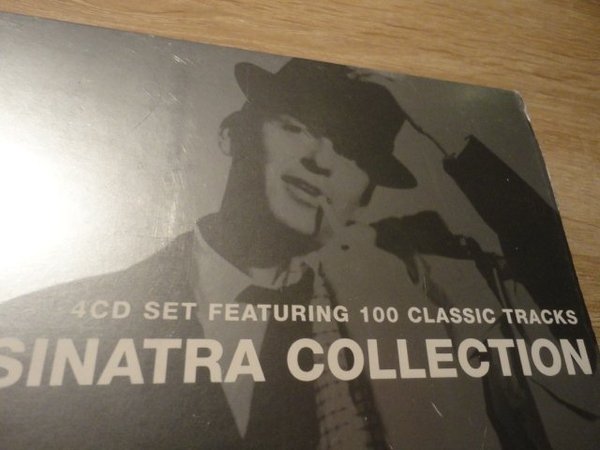 4CD SET FEATURING 100 CLASSIC TRACKS
SINATRA COLLECTION